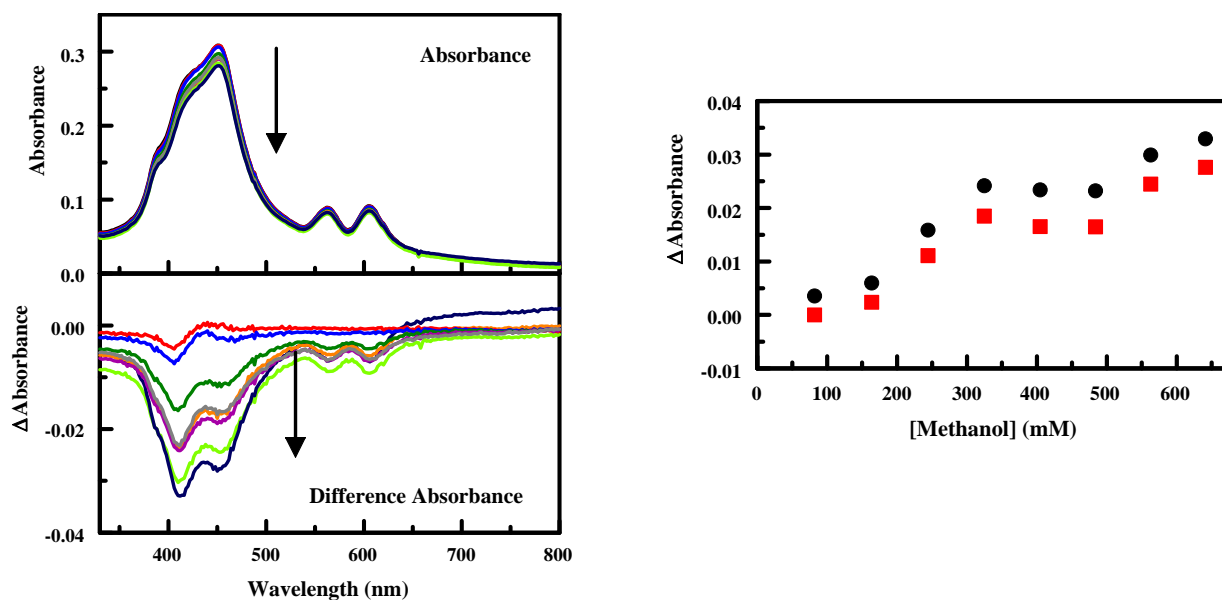 Absorbance
0.3
0.2
0.1
0.0
Absorbance
Δ Absorbance
0.00
-0.02
-0.04
Difference Absorbance
400 500 600 700 800
Wavelength (nm)
Δ Absorbance
0.04
0.03
0.02
0.01
0.00
-0.01
0 100 200 300 400 500 600
[Methanol] (mM)